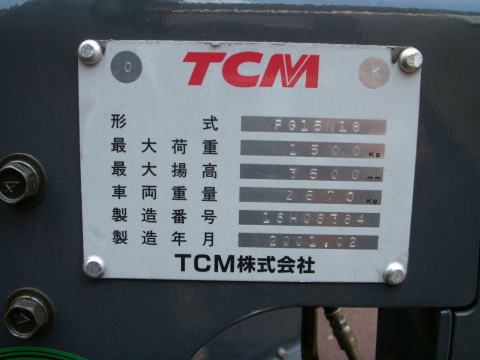 D TCM K
形式 FG15N18
最大荷重 1500 Kg
最大揚高 3500 mm
車両重量 2570 Kg
製造番号 16H06384
製造年月 2001.02
TCM株式会社